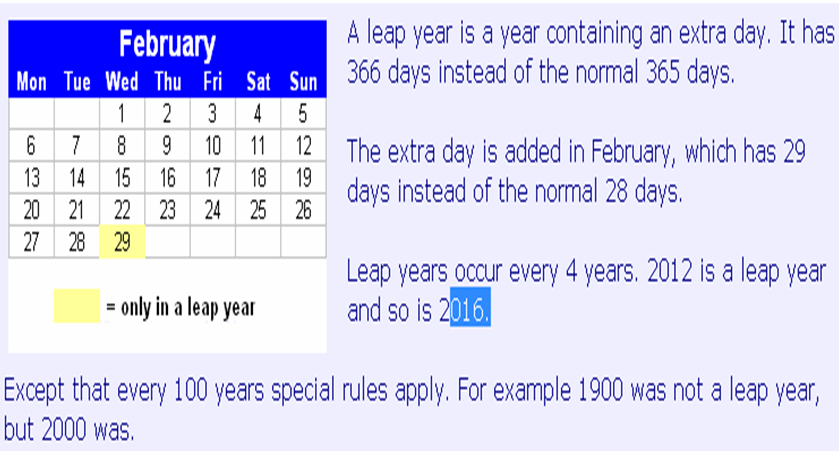 February
Mon Tue Wed Thu Fri Sat Sun
1 2 3 4 5
6 7 8 9 10 11 12
13 14 15 16 17 18 19
20 21 22 23 24 25 26
27 28 29
= only in a leap year
A leap year is a year containing an extra day. It has
366 days instead of the normal 365 days.
The extra day is added in February, which has 29
days instead of the normal 28 days.
Leap years occur every 4 years. 2012 is a leap year
and so is 2016.
Except that every 100 years special rules apply. For example 1900 was not a leap year,
but 2000 was.